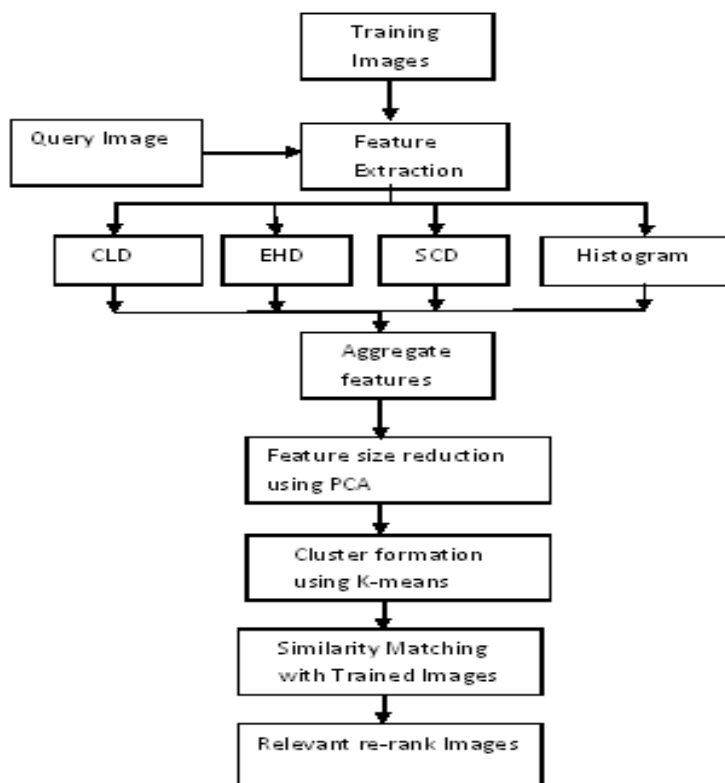 Training
Images
Query Image
Feature
Extraction
CLD
EHD
SCD
Histogram
Aggregate
features
Feature size reduction
using PCA
Cluster formation
using K-means
Similarity Matching
with Trained Images
Relevant re-rank Images